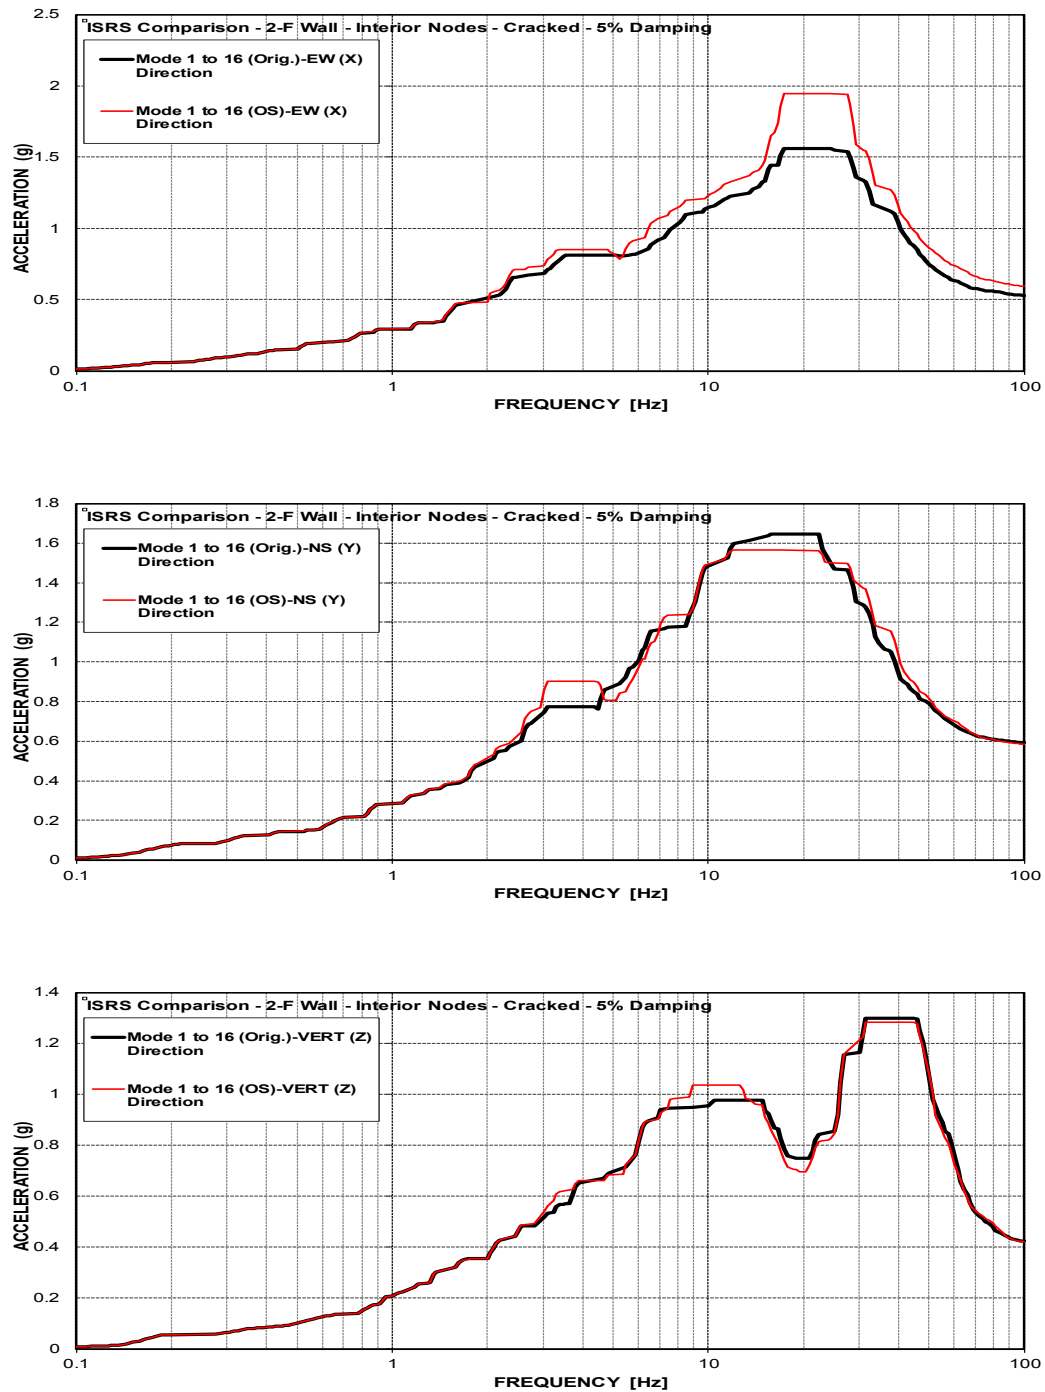 2.5
ISRS Comparison - 2-F Wall - Interior Nodes - Cracked - 5% Damping
Mode 1 to 16 (Orig.)-EW (X)
Direction
Mode 1 to 16 (OS)-EW (X)
Direction
2
1.5
1
0.5
0
ACCELERATION (g)
0.1
1
10
100
FREQUENCY [Hz]
1.8
ISRS Comparison - 2-F Wall - Interior Nodes - Cracked - 5% Damping
Mode 1 to 16 (Orig.)-NS (Y)
Direction
Mode 1 to 16 (OS)-NS (Y)
Direction
1.6
1.4
1.2
1
0.8
0.6
0.4
0.2
0
ACCELERATION (g)
0.1
1
10
100
FREQUENCY [Hz]
1.4
ISRS Comparison - 2-F Wall - Interior Nodes - Cracked - 5% Damping
Mode 1 to 16 (Orig.)-VERT (Z)
Direction
Mode 1 to 16 (OS)-VERT (Z)
Direction
1.2
1
0.8
0.6
0.4
0.2
0
ACCELERATION (g)
0.1
1
10
100
FREQUENCY [Hz]